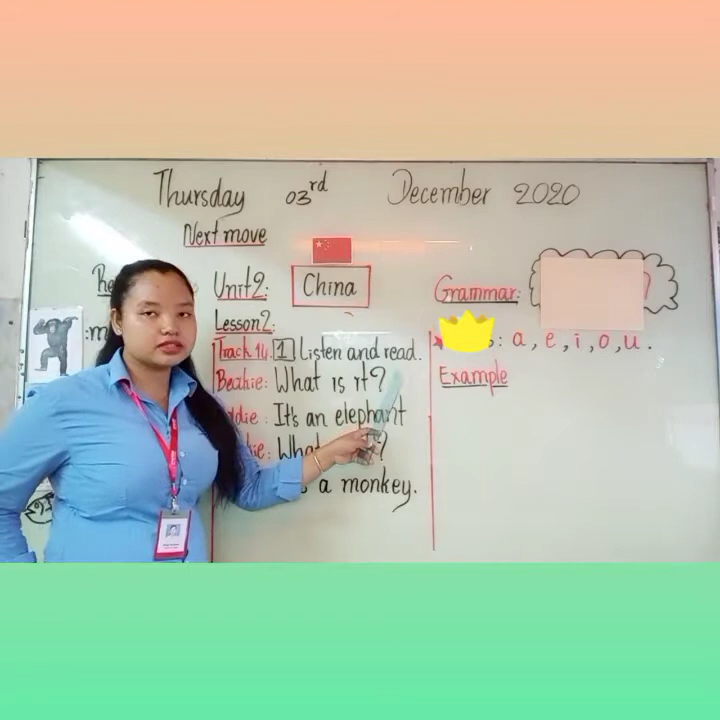 Thursday 03rd December 2020
Next move
Unit2:
China
Lesson2:
Track 14. 1 Listen and read.
Beakie: What is it?
It's an elephant
a monkey.
Grammar:
: a, e, i, o, u.
Example